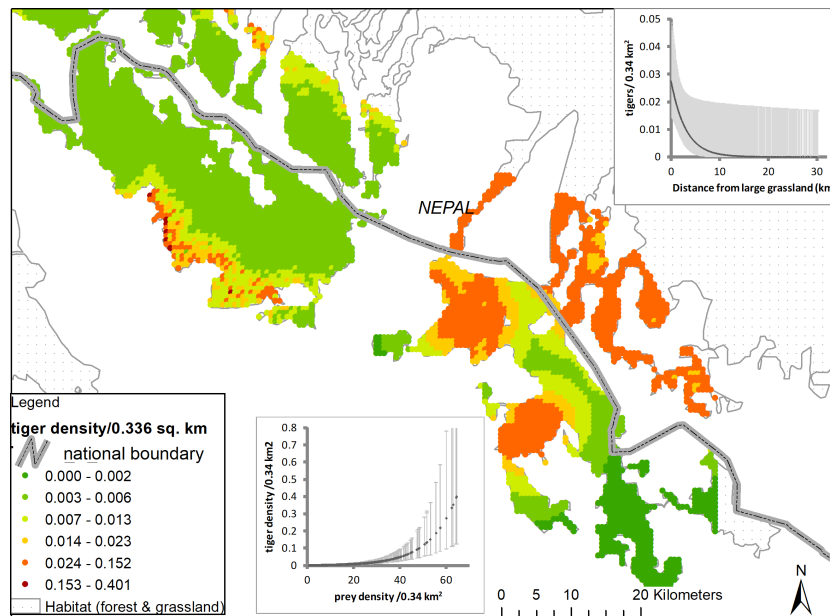 0.05
0.04
0.03
0.02
0.01
0
tigers/0.34 km²
0 10 20 30
Distance from large grassland (km
NEPAL
Legend
tiger density/0.336 sq. km
national boundary
0.000 - 0.002
0.003 - 0.006
0.007 - 0.013
0.014 - 0.023
0.024 - 0.152
0.153 - 0.401
Habitat (forest & grassland)
0.8
0.7
0.6
0.5
0.4
0.3
0.2
0.1
0
tiger density /0.34 km2
0 20 40 60
prey density /0.34 km²
0 5 10 20 Kilometers
N